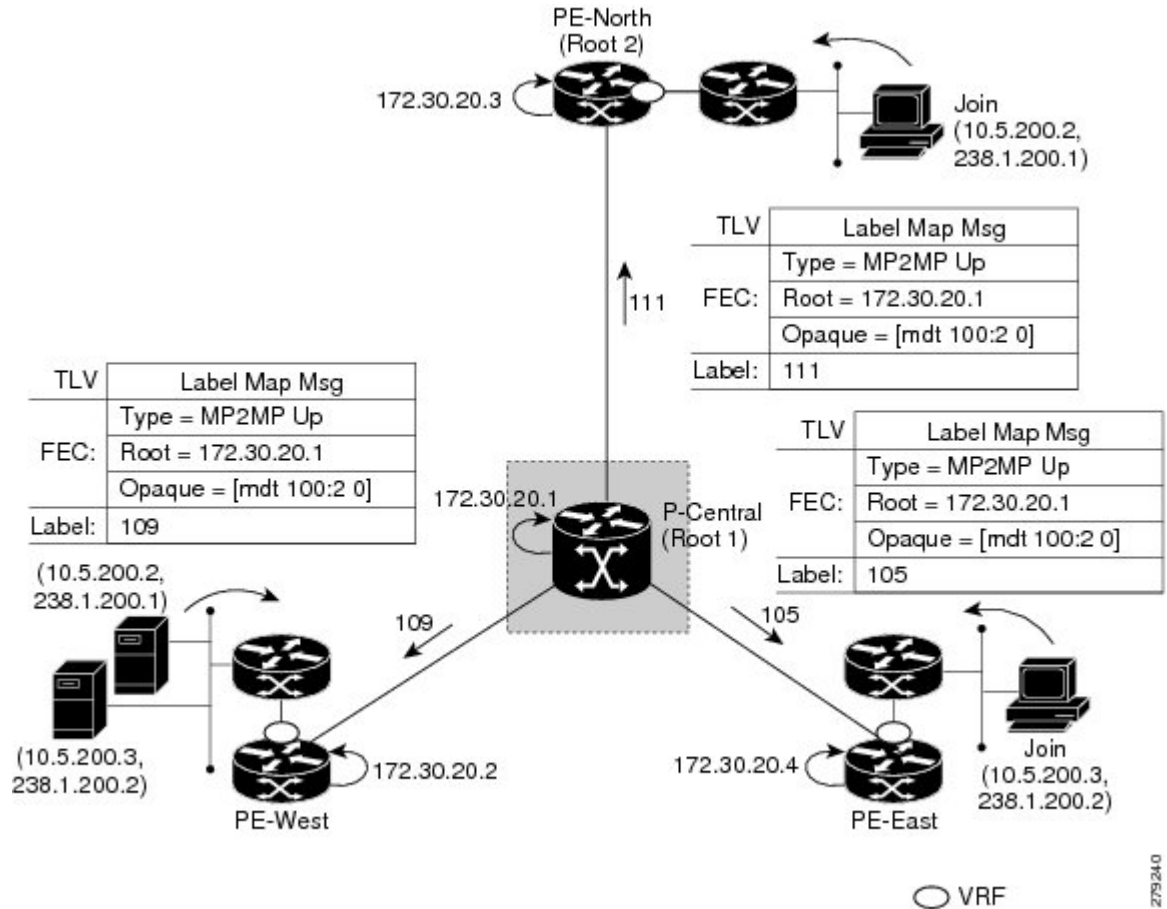 PE-North
(Root 2)
172.30.20.3
Join
(10.5.200.2,
238.1.200.1)
TLV Label Map Msg
FEC: Type = MP2MP Up
Root = 172.30.20.1
Opaque = [mdt 100:2 0]
Label: 111
111
TLV Label Map Msg
FEC: Type = MP2MP Up
Root = 172.30.20.1
Opaque = [mdt 100:2 0]
Label: 109
TLV Label Map Msg
FEC: Type = MP2MP Up
Root = 172.30.20.1
Opaque = [mdt 100:2 0]
Label: 105
172.30.20.1
P-Central
(Root 1)
(10.5.200.2,
238.1.200.1)
109
105
(10.5.200.3,
238.1.200.2)
172.30.20.2
PE-West
172.30.20.4
PE-East
Join
(10.5.200.3,
238.1.200.2)
VRF
279240